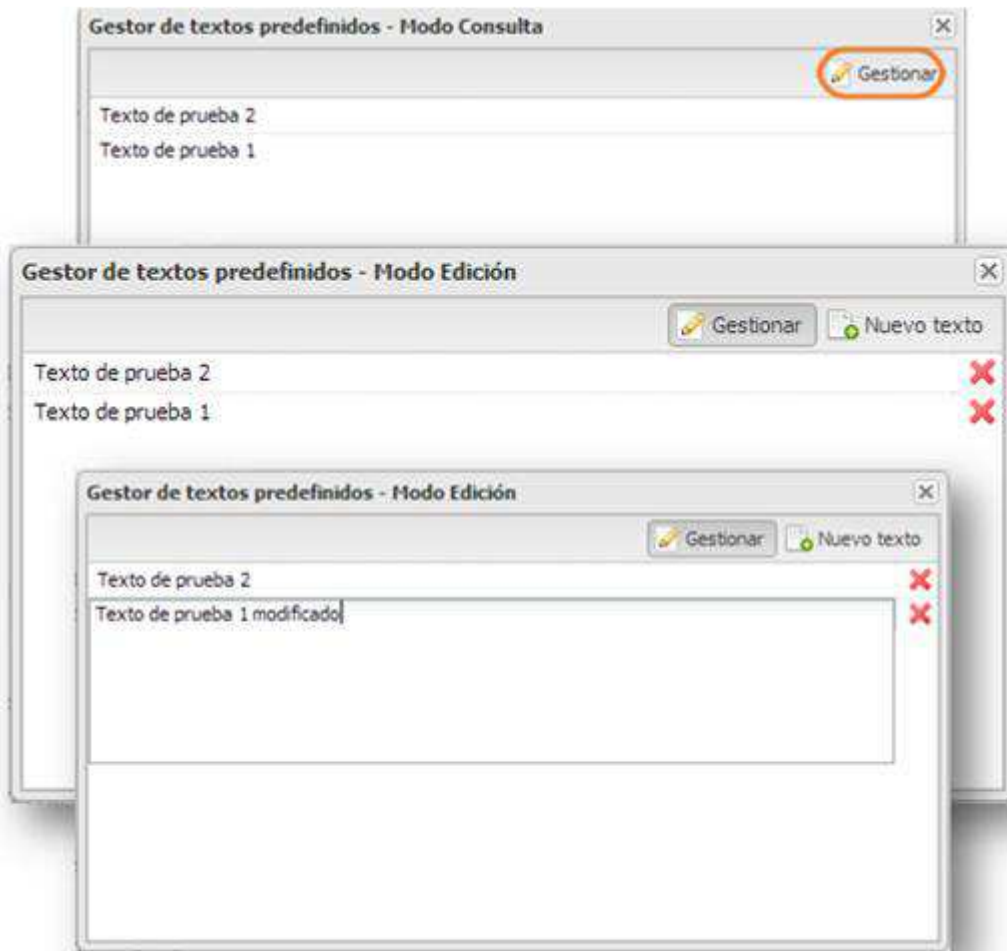 Gestor de textos predefinidos - Modo Consulta
Gestionar
Texto de prueba 2
Texto de prueba 1
Gestor de textos predefinidos - Modo Edición
Gestionar Nuevo texto
Texto de prueba 2
Texto de prueba 1
Gestor de textos predefinidos - Modo Edición
Gestionar Nuevo texto
Texto de prueba 2
Texto de prueba 1 modificado